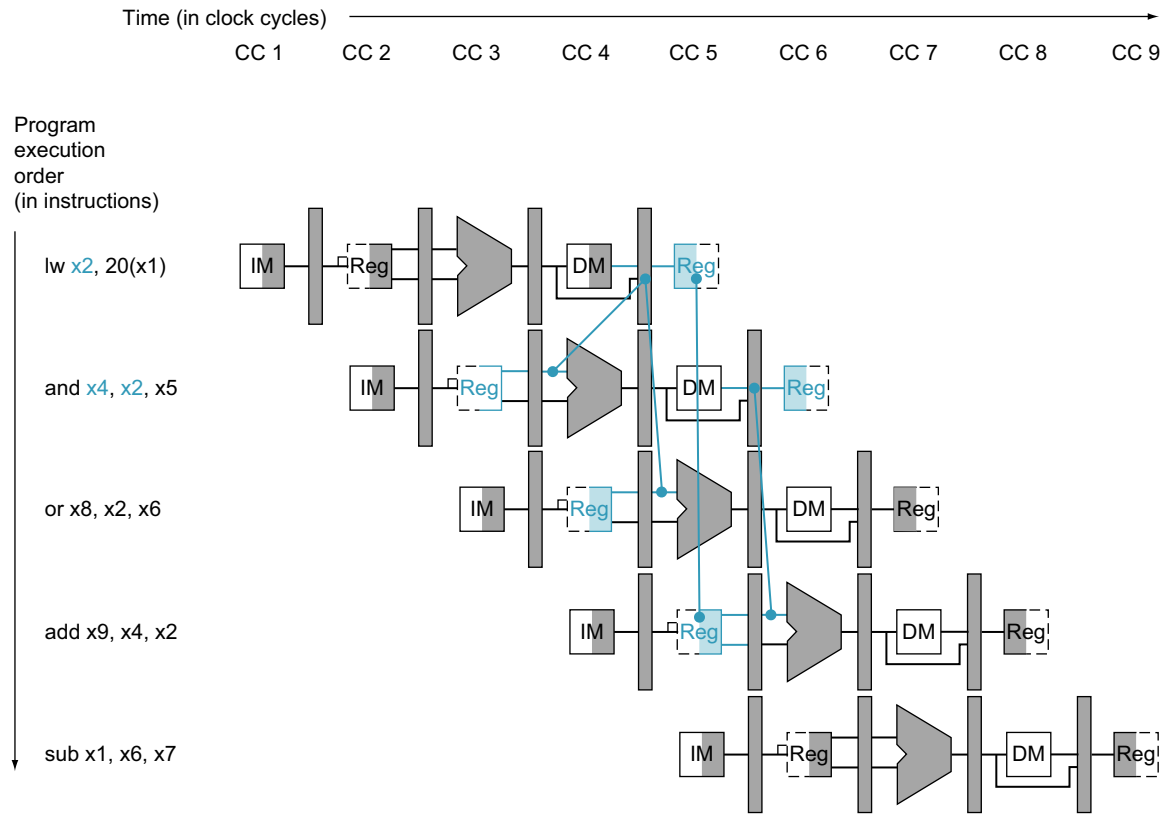 Time (in clock cycles)
CC 1 CC 2 CC 3 CC 4 CC 5 CC 6 CC 7 CC 8 CC 9
Program
execution
order
(in instructions)
lw x2, 20(x1) IM Reg DM Reg
and x4, x2, x5 IM Reg DM Reg
or x8, x2, x6 IM Reg DM Reg
add x9, x4, x2 IM Reg DM Reg
sub x1, x6, x7 IM Reg DM Reg